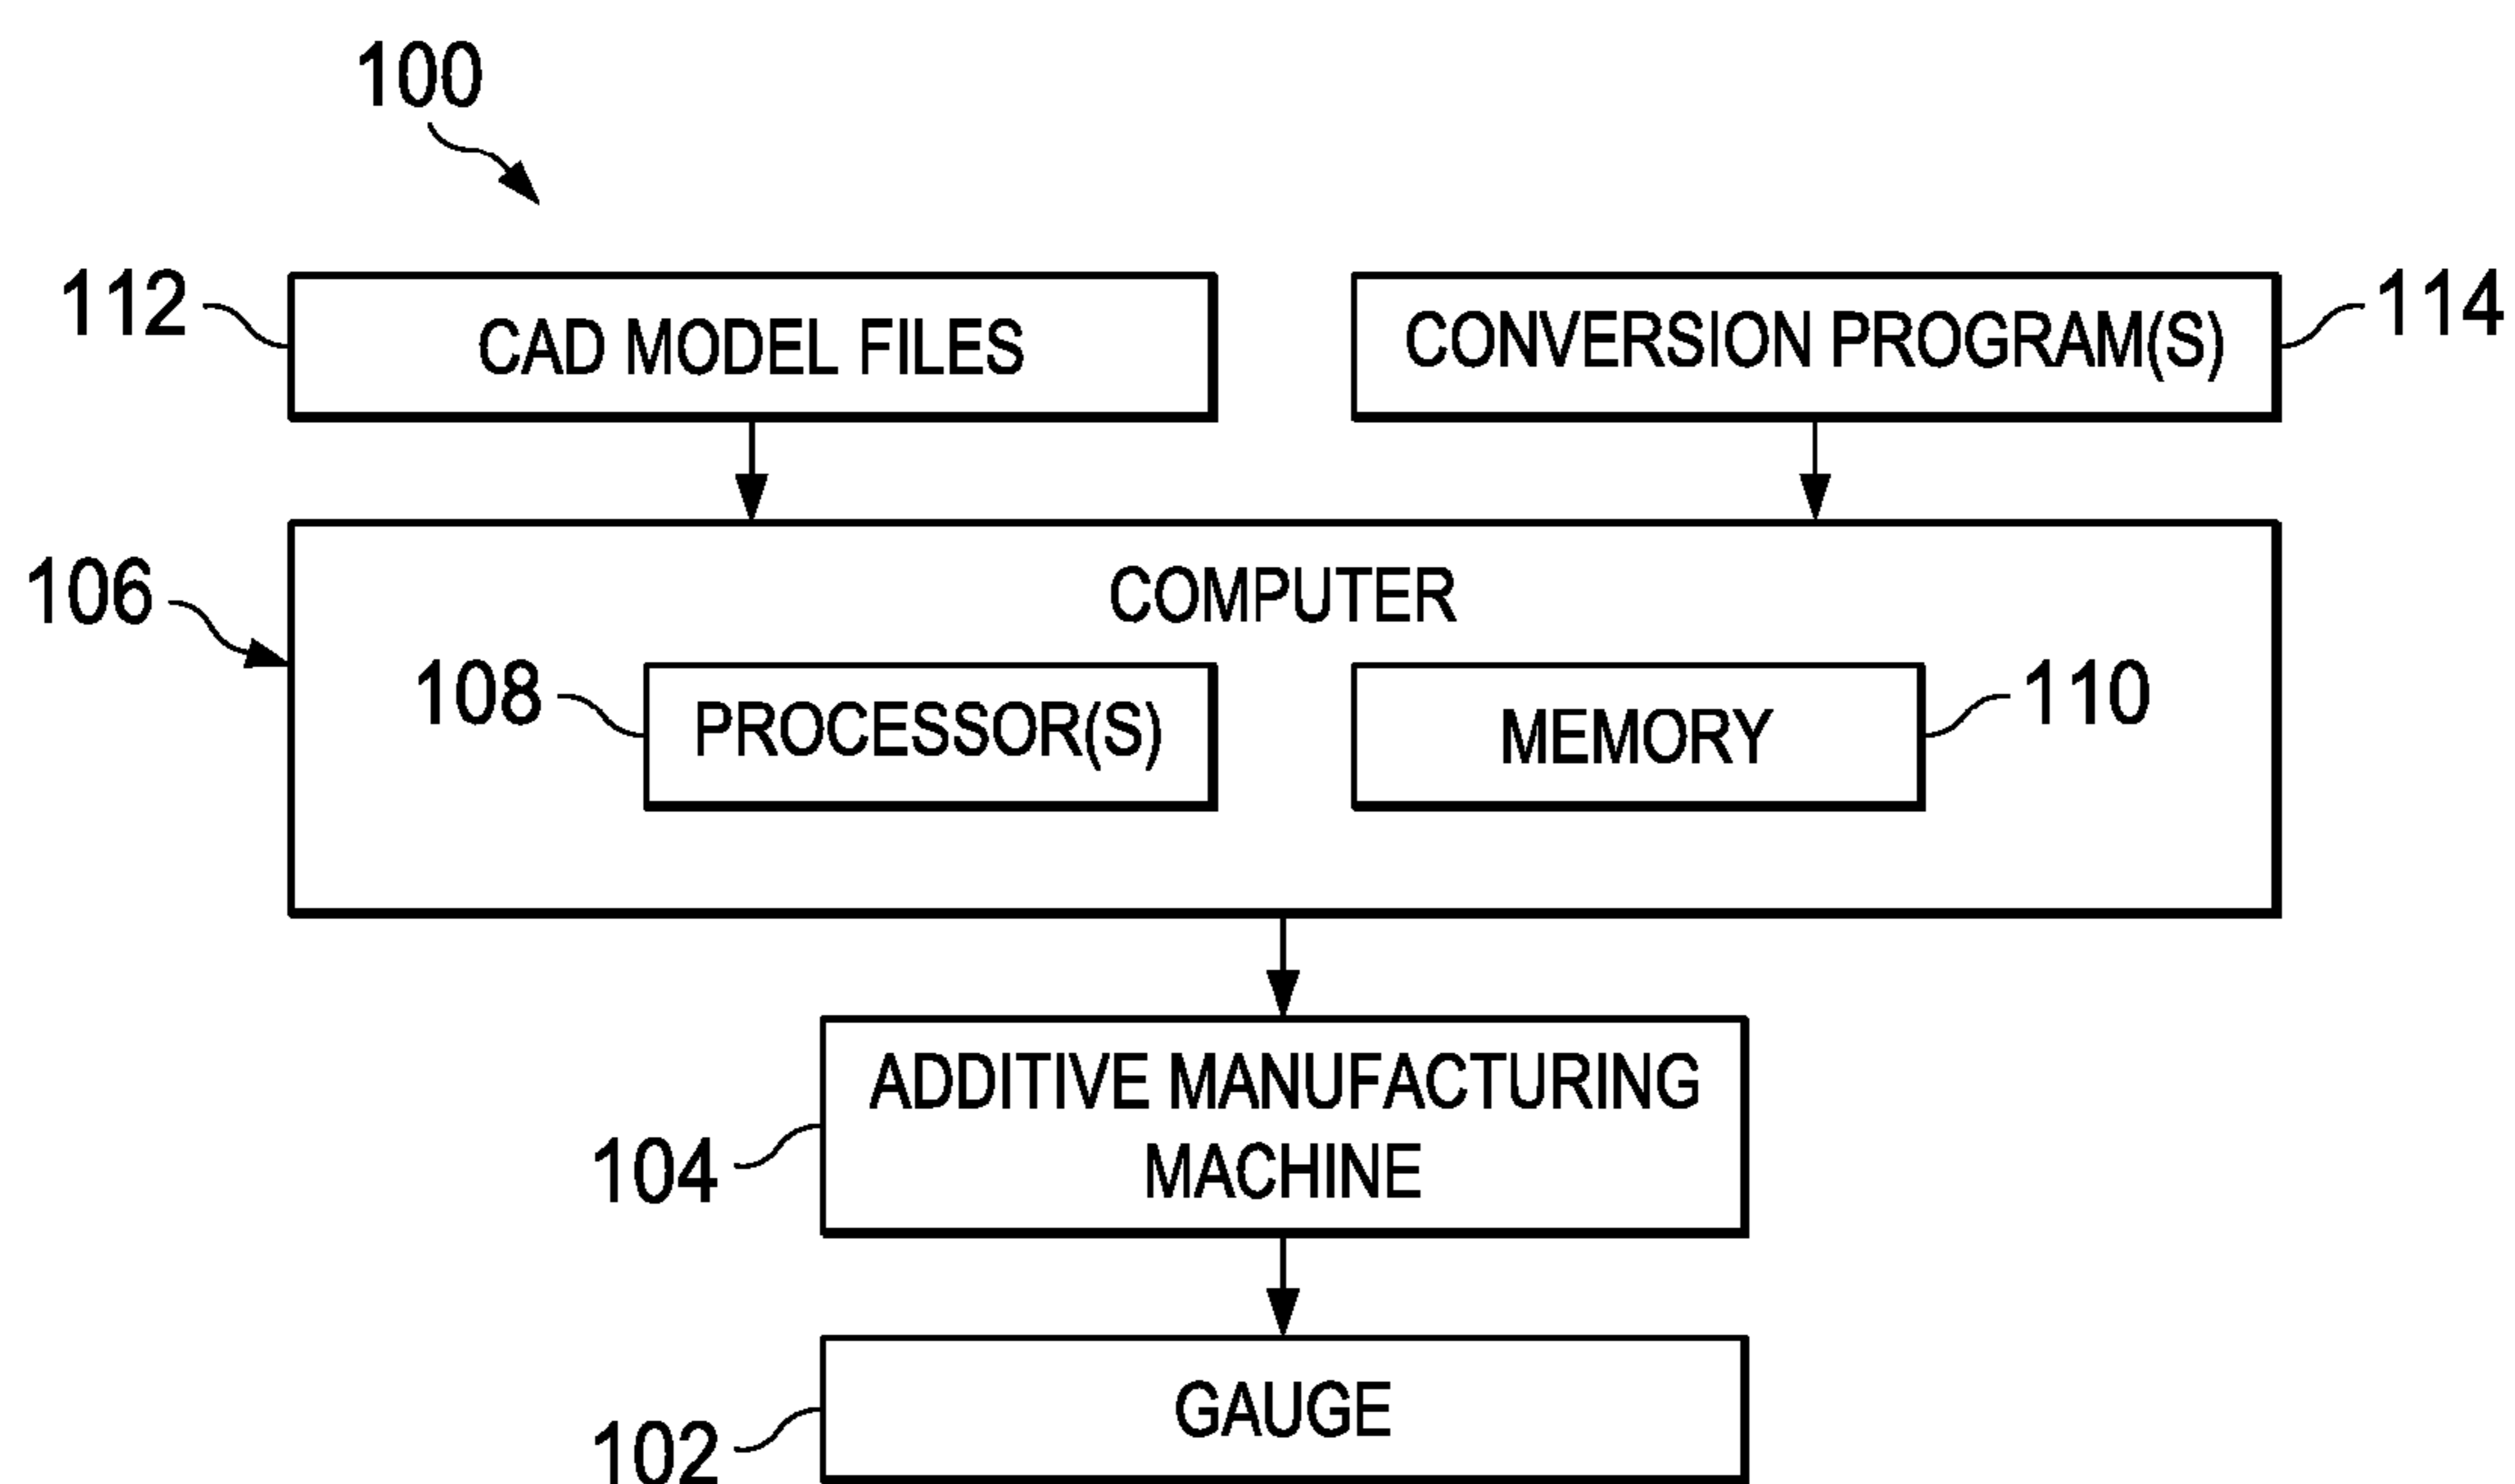 100
112
CAD MODEL FILES
CONVERSION PROGRAM(S)
114
106
COMPUTER
108
PROCESSOR(S)
MEMORY
110
ADDITIVE MANUFACTURING
MACHINE
104
GAUGE
102